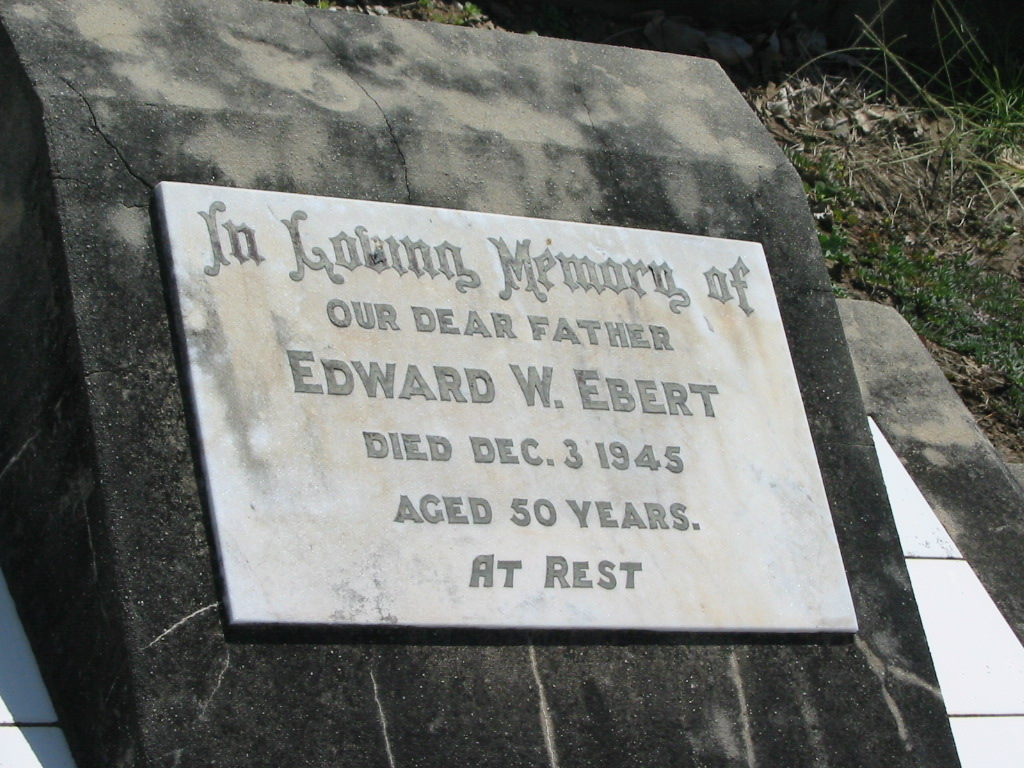 In Loving Memory of
OUR DEAR FATHER
EDWARD W. EBERT
DIED DEC. 3 1945
AGED 50 YEARS.
AT REST